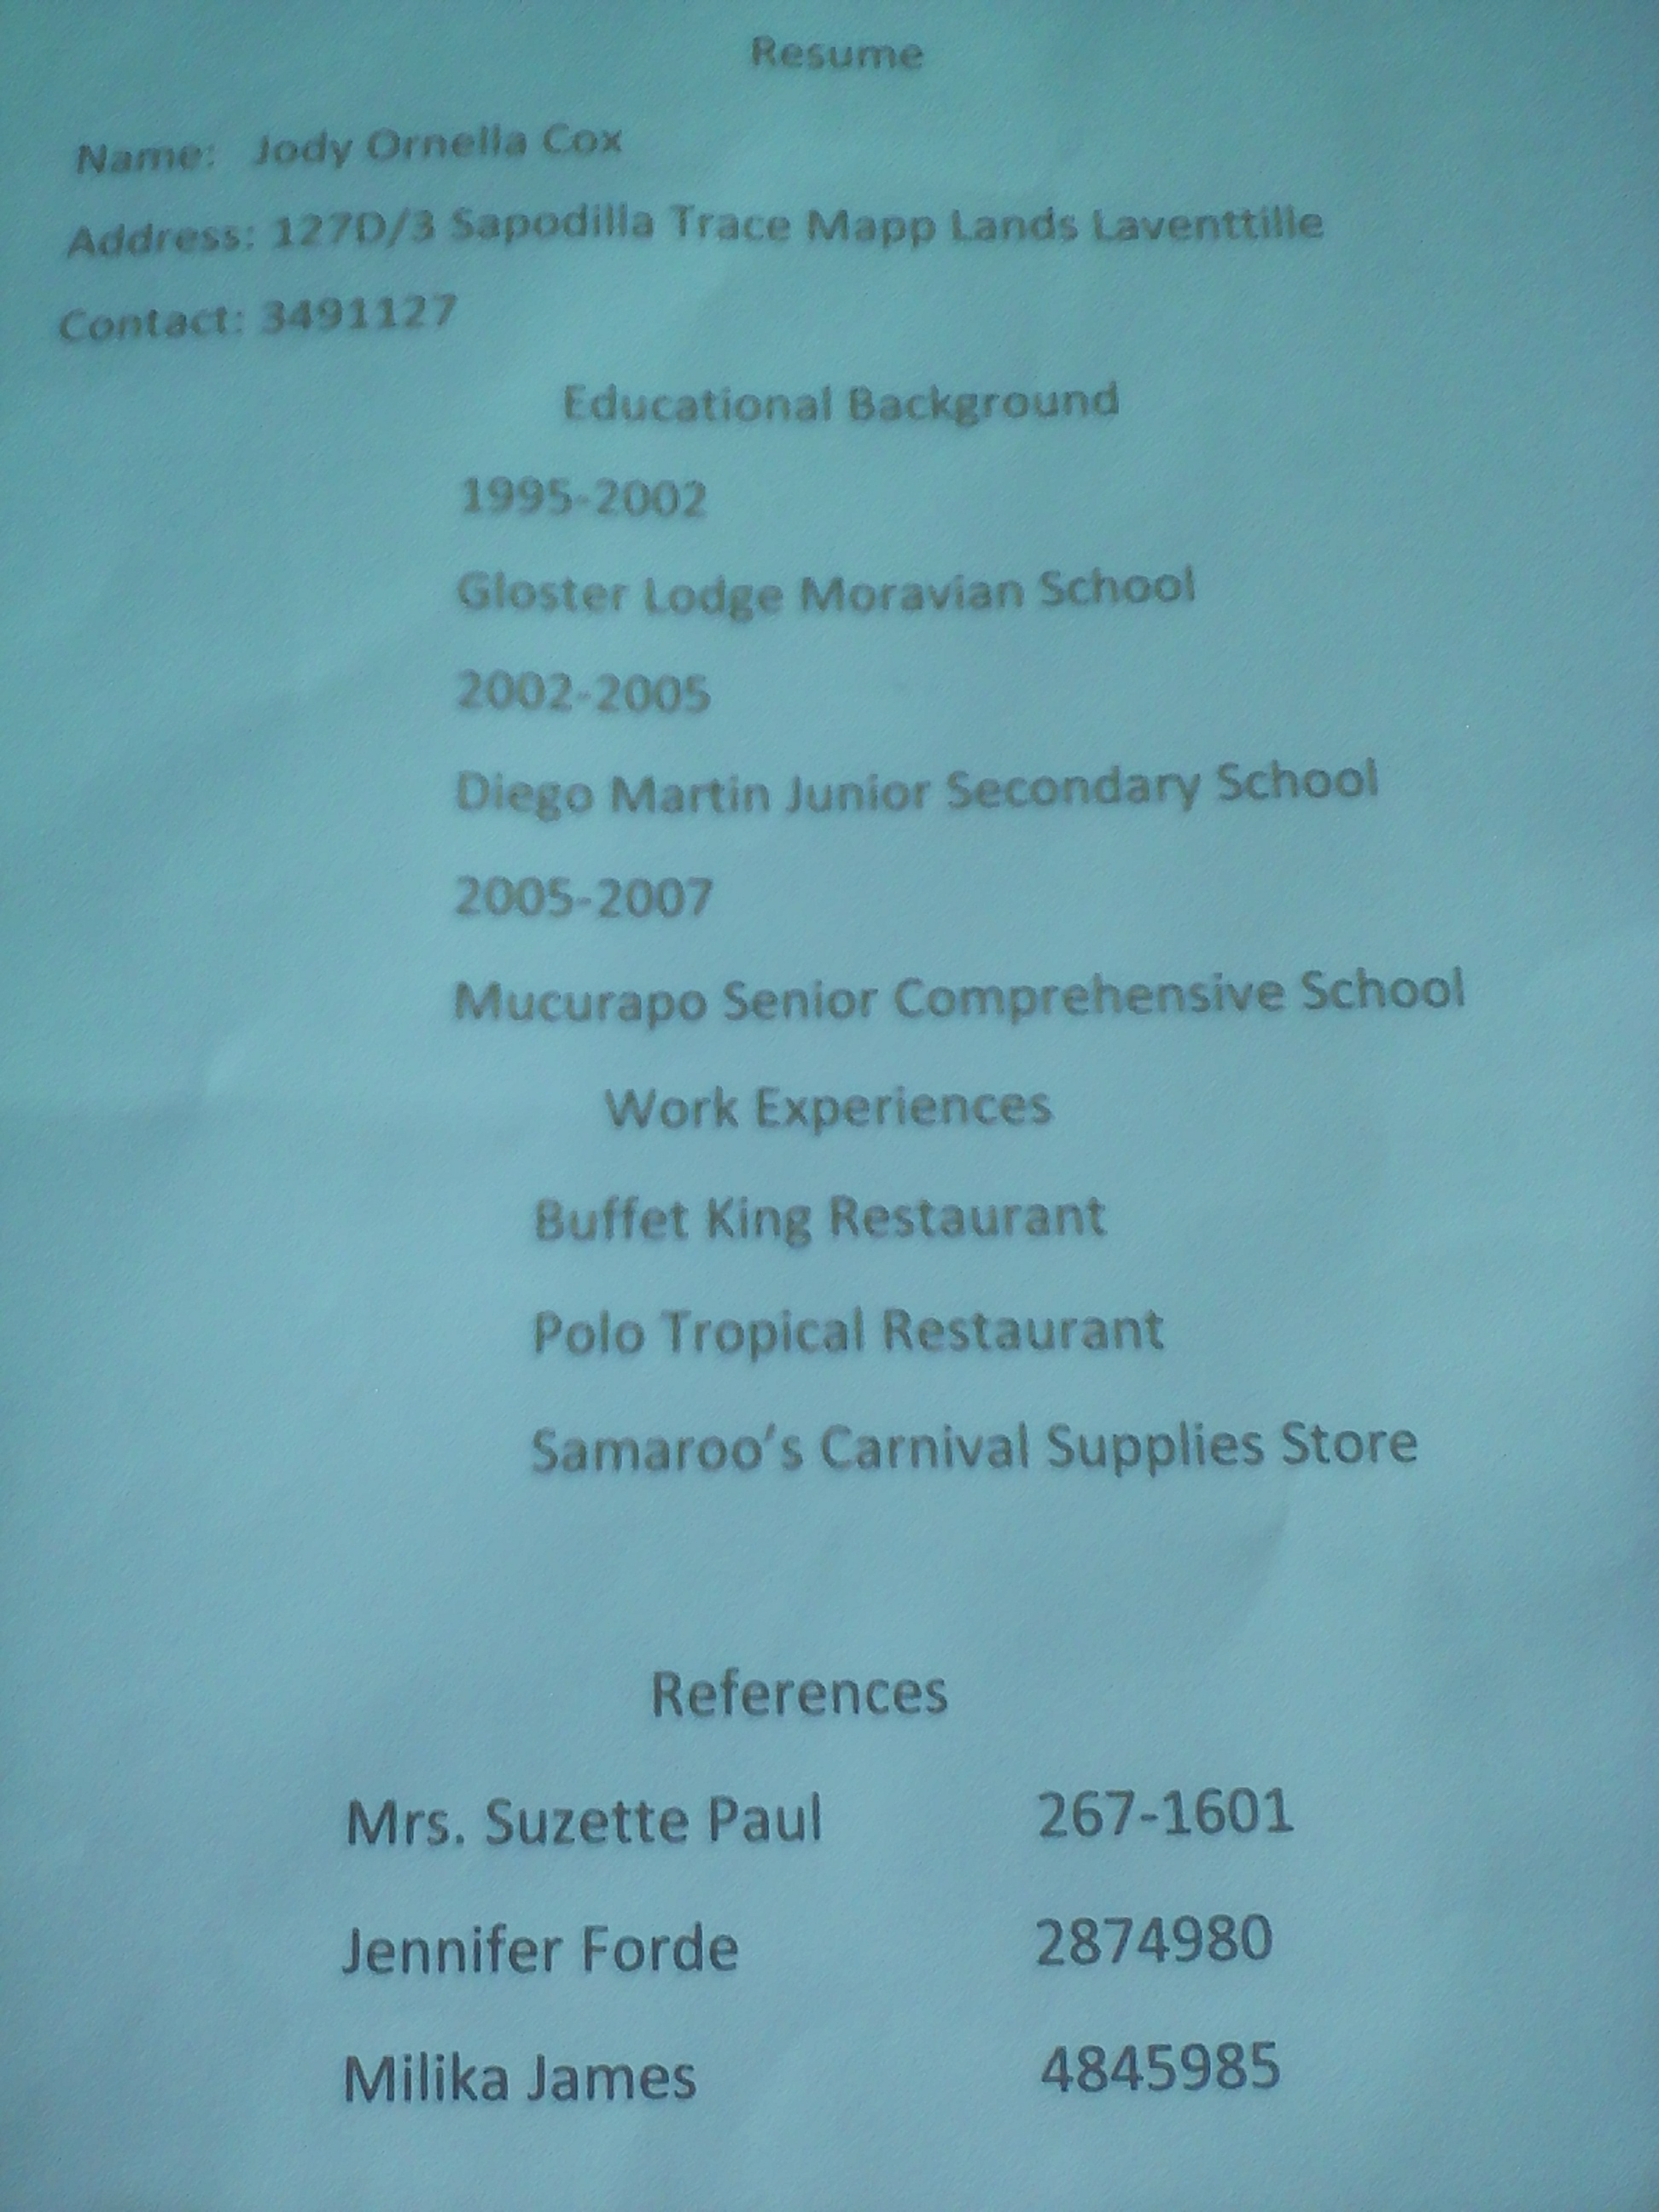 Resume
Name: Jody Ornella Cox
Address: 127D/3 Sapodilla Trace Mapp Lands Laventtille
Contact: 3491127
Educational Background
1995-2002
Gloster Lodge Moravian School
2002-2005
Diego Martin Junior Secondary School
2005-2007
Mucurapo Senior Comprehensive School
Work Experiences
Buffet King Restaurant
Polo Tropical Restaurant
Samaroo’s Carnival Supplies Store
References
Mrs. Suzette Paul 267-1601
Jennifer Forde 2874980
Milika James 4845985